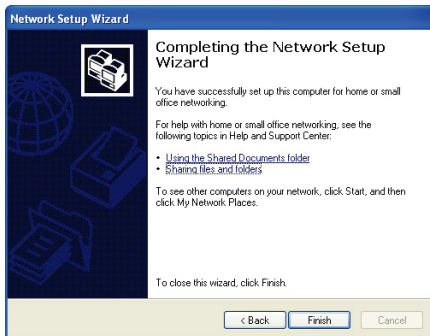 Network Setup Wizard
Completing the Network Setup
Wizard
You have successfully set up this computer for home or small
office networking.
For help with home or small office networking, see the
following topics in Help and Support Center:
• Using the Shared Documents folder
• Sharing files and folders
To see other computers on your network, click Start, and then
click My Network Places.
To close this wizard, click Finish.
< Back Finish Cancel